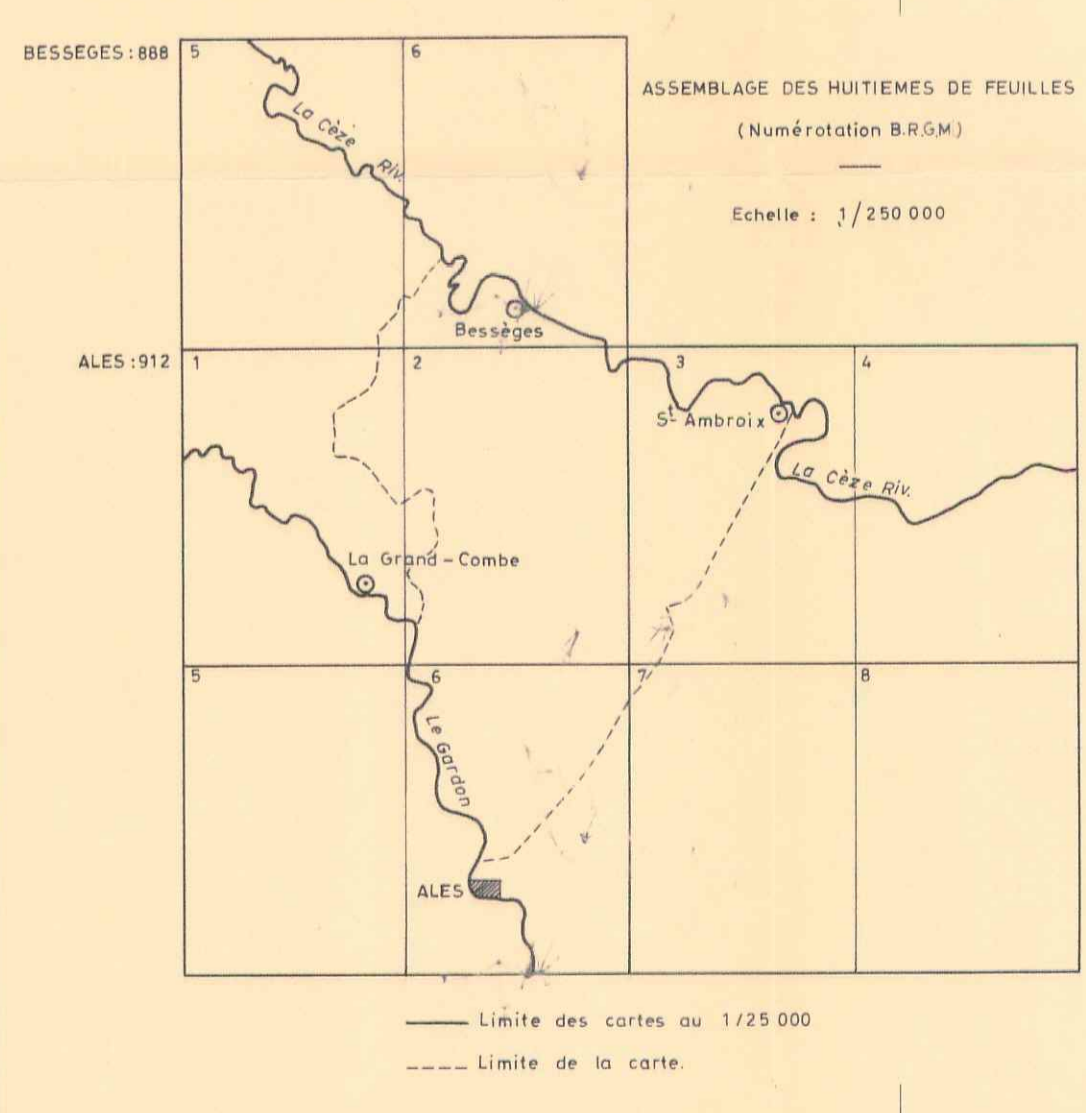 BESSEGES : 888
5
6
ASSEMBLAGE DES HUITIEMES DE FEUILLES
(Numérotation B.R.G.M.)
Echelle : 1/250 000
La Cèze Riv.
Bessèges
ALES : 912
1
2
3
4
St Ambroix
La Cèze Riv.
La Grand-Combe
5
6
7
8
Le Gardon
ALES
Limite des cartes au 1/25 000
Limite de la carte.